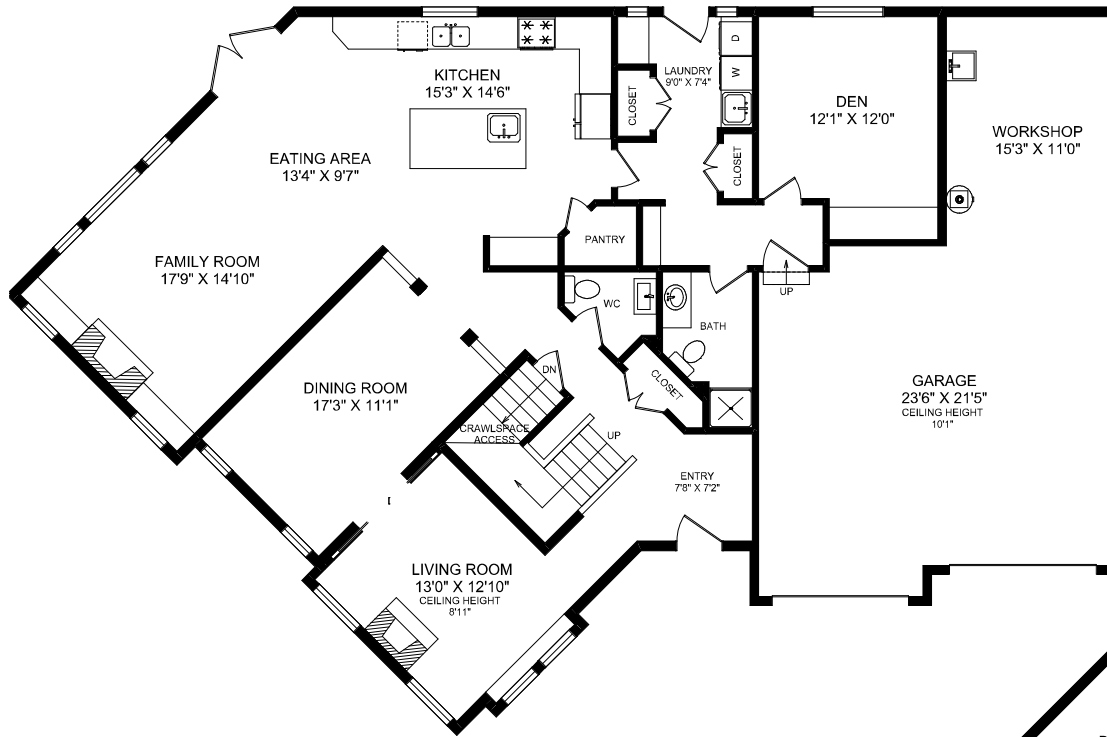 KITCHEN
15'3" X 14'6"
LAUNDRY
9'0" X 7'4"
D
W
CLOSET
DEN
12'1" X 12'0"
WORKSHOP
15'3" X 11'0"
EATING AREA
13'4" X 9'7"
CLOSET
PANTRY
FAMILY ROOM
17'9" X 14'10"
WC
UP
BATH
DN
CLOSET
DINING ROOM
17'3" X 11'1"
GARAGE
23'6" X 21'5"
CEILING HEIGHT
10'1"
CRAWLSPACE
ACCESS
UP
ENTRY
7'8" X 7'2"
LIVING ROOM
13'0" X 12'10"
CEILING HEIGHT
8'11"